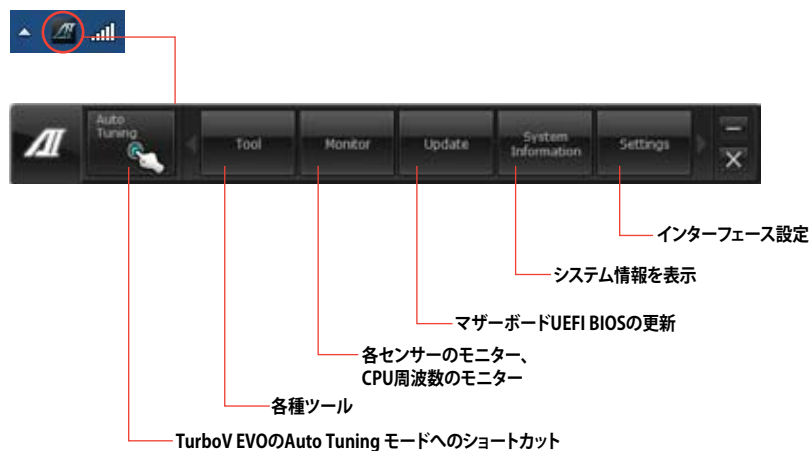 Auto
Tuning
Tool
Monitor
Update
System
Information
Settings
インターフェース設定
システム情報を表示
マザーボードUEFI BIOSの更新
各センサーのモニター、
CPU周波数のモニター
各種ツール
TurboV EVOのAuto Tuning モードへのショートカット